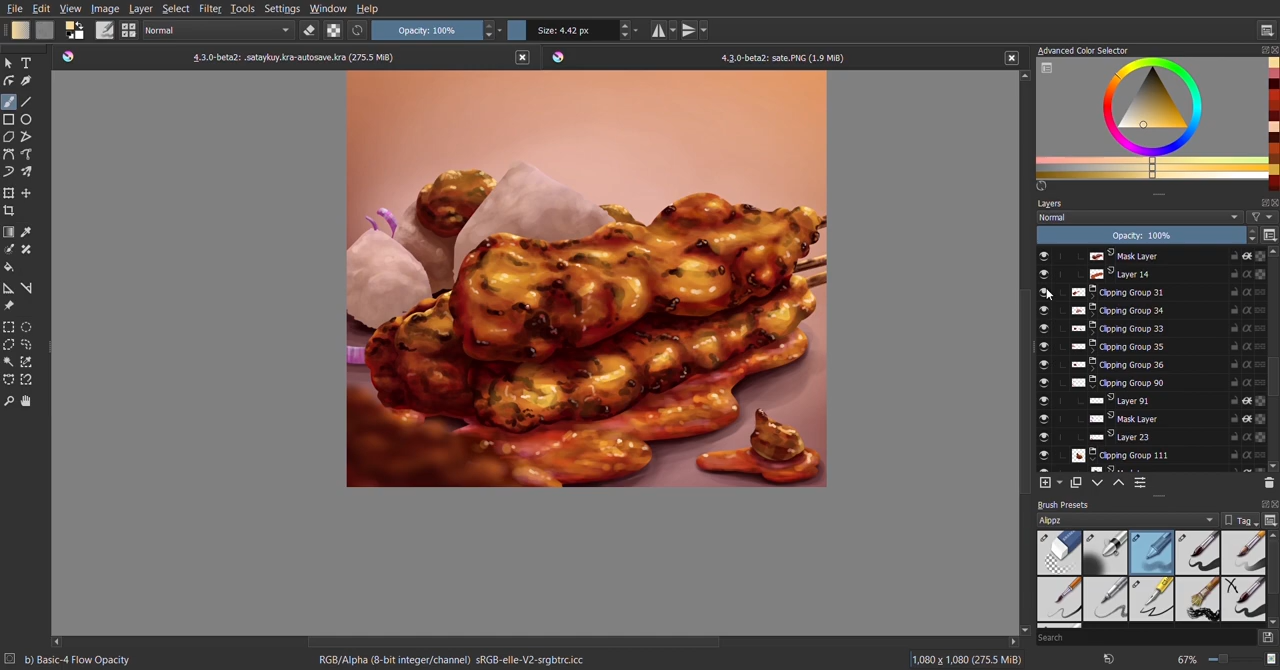 File Edit View Image Layer Select Filter Tools Settings Window Help
Normal Opacity: 100% Size: 4.42 px
4.3.0-beta2: .sataykuy.kra-autosave.kra (275.5 MiB) 4.3.0-beta2: sate.PNG (1.9 MiB)
Advanced Color Selector
Layers
Normal
Opacity: 100%
Mask Layer
Layer 14
Clipping Group 31
Clipping Group 34
Clipping Group 33
Clipping Group 35
Clipping Group 36
Clipping Group 90
Layer 91
Mask Layer
Layer 23
Clipping Group 111
Brush Presets
Alippz Tag
Search
b) Basic-4 Flow Opacity RGB/Alpha (8-bit integer/channel) sRGB-elle-V2-srgbtrc.icc 1,080 x 1,080 (275.5 MiB) 67%